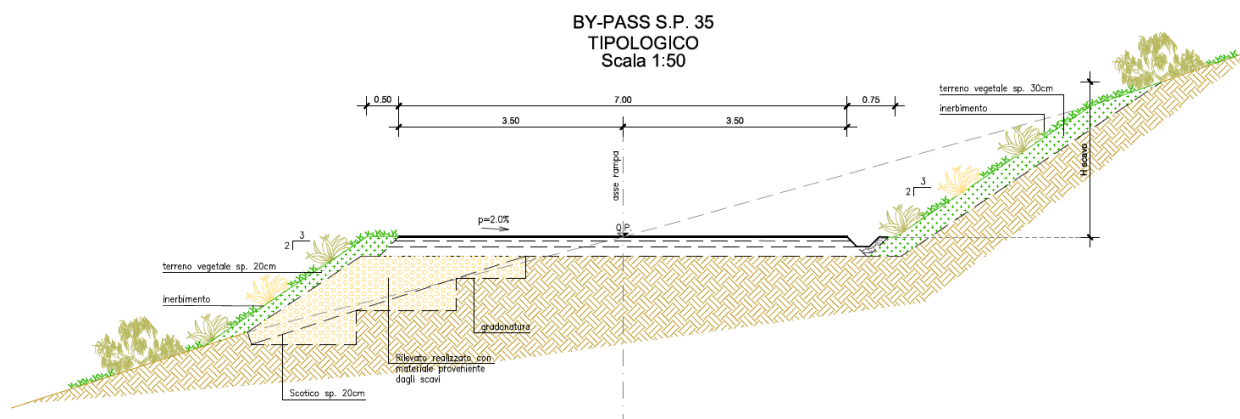 BY-PASS S.P. 35
TIPOLOGICO
Scala 1:50
0.50
7.00
0.75
3.50
3.50
terreno vegetale sp. 30cm
inerbimento
asse rampa
H scavo
3
2
p=2.0%
Q.P.
3
2
terreno vegetale sp. 20cm
inerbimento
gradonatura
Rilevato realizzato con
materiale proveniente
dagli scavi
Scotico sp. 20cm